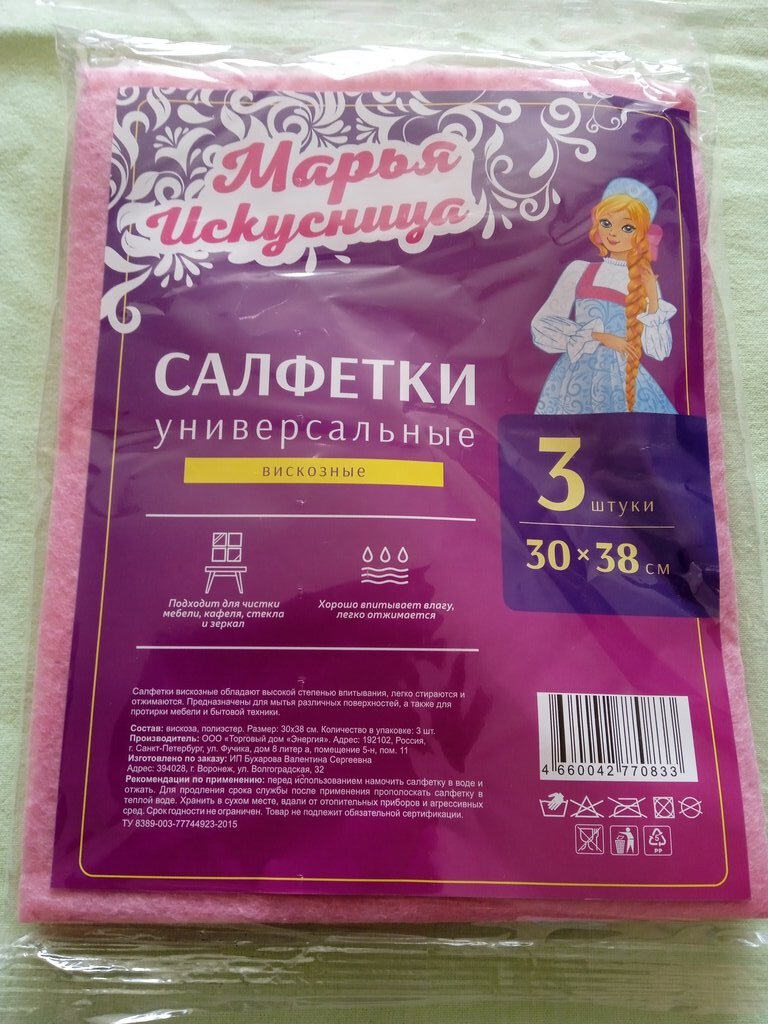 Марья
Искусница
САЛФЕТКИ
универсальные
вискозные
3 штуки
30×38 см
Подходит для чистки
мебели, кафеля, стекла
и зеркал
Хорошо впитывает влагу,
легко отжимается
Салфетки вискозные обладают высокой степенью впитывания, легко стираются и
отжимаются. Предназначены для мытья различных поверхностей, а также для
протирки мебели и бытовой техники.
Состав: вискоза, полиэстер. Размер: 30х38 см. Количество в упаковке: 3 шт.
Производитель: ООО «Торговый дом «Энергия». Адрес: 192102, Россия,
г. Санкт-Петербург, ул. Фучика, дом 8 литер а, помещение 5-н, пом. 11
Изготовлено по заказу: ИП Бухарова Валентина Сергеевна
Адрес: 394028, г. Воронеж, ул. Волгоградская, 32
Рекомендации по применению: перед использованием намочить салфетку в воде и
отжать. Для продления срока службы после применения прополоскать салфетку в
теплой воде. Хранить в сухом месте, вдали от отопительных приборов и агрессивных
сред. Срок годности не ограничен. Товар не подлежит обязательной сертификации.
ТУ 8389-003-77744923-2015
4 660042 770833
5
PP